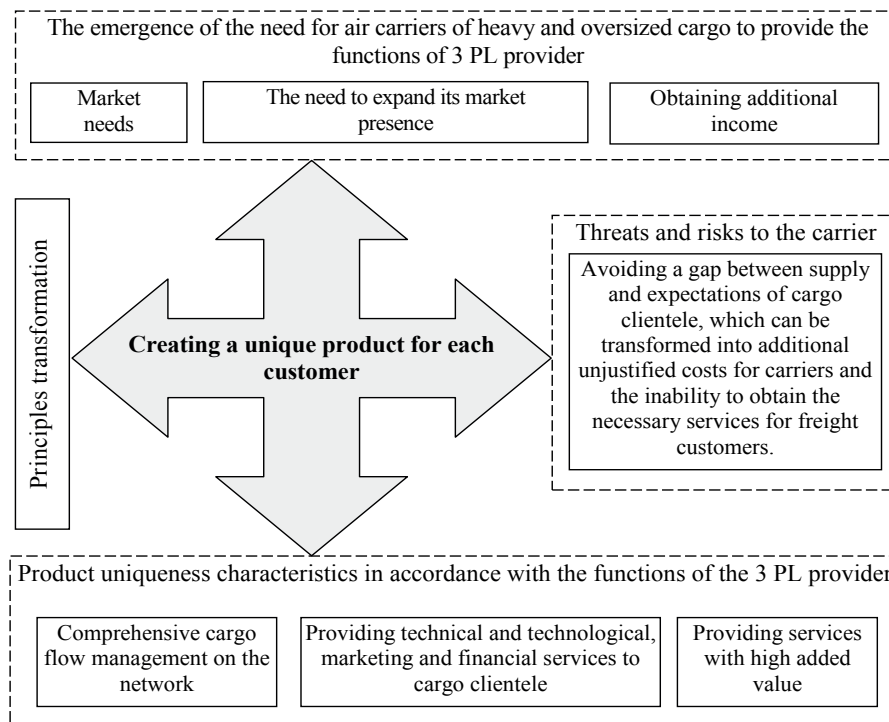 The emergence of the need for air carriers of heavy and oversized cargo to provide the
functions of 3 PL provider
Market
needs
The need to expand its market
presence
Obtaining additional
income
Principles transformation
Creating a unique product for each
customer
Threats and risks to the carrier
Avoiding a gap between supply
and expectations of cargo
clientele, which can be
transformed into additional
unjustified costs for carriers and
the inability to obtain the
necessary services for freight
customers.
Product uniqueness characteristics in accordance with the functions of the 3 PL provider
Comprehensive cargo
flow management on the
network
Providing technical and technological,
marketing and financial services to
cargo clientele
Providing services
with high added
value